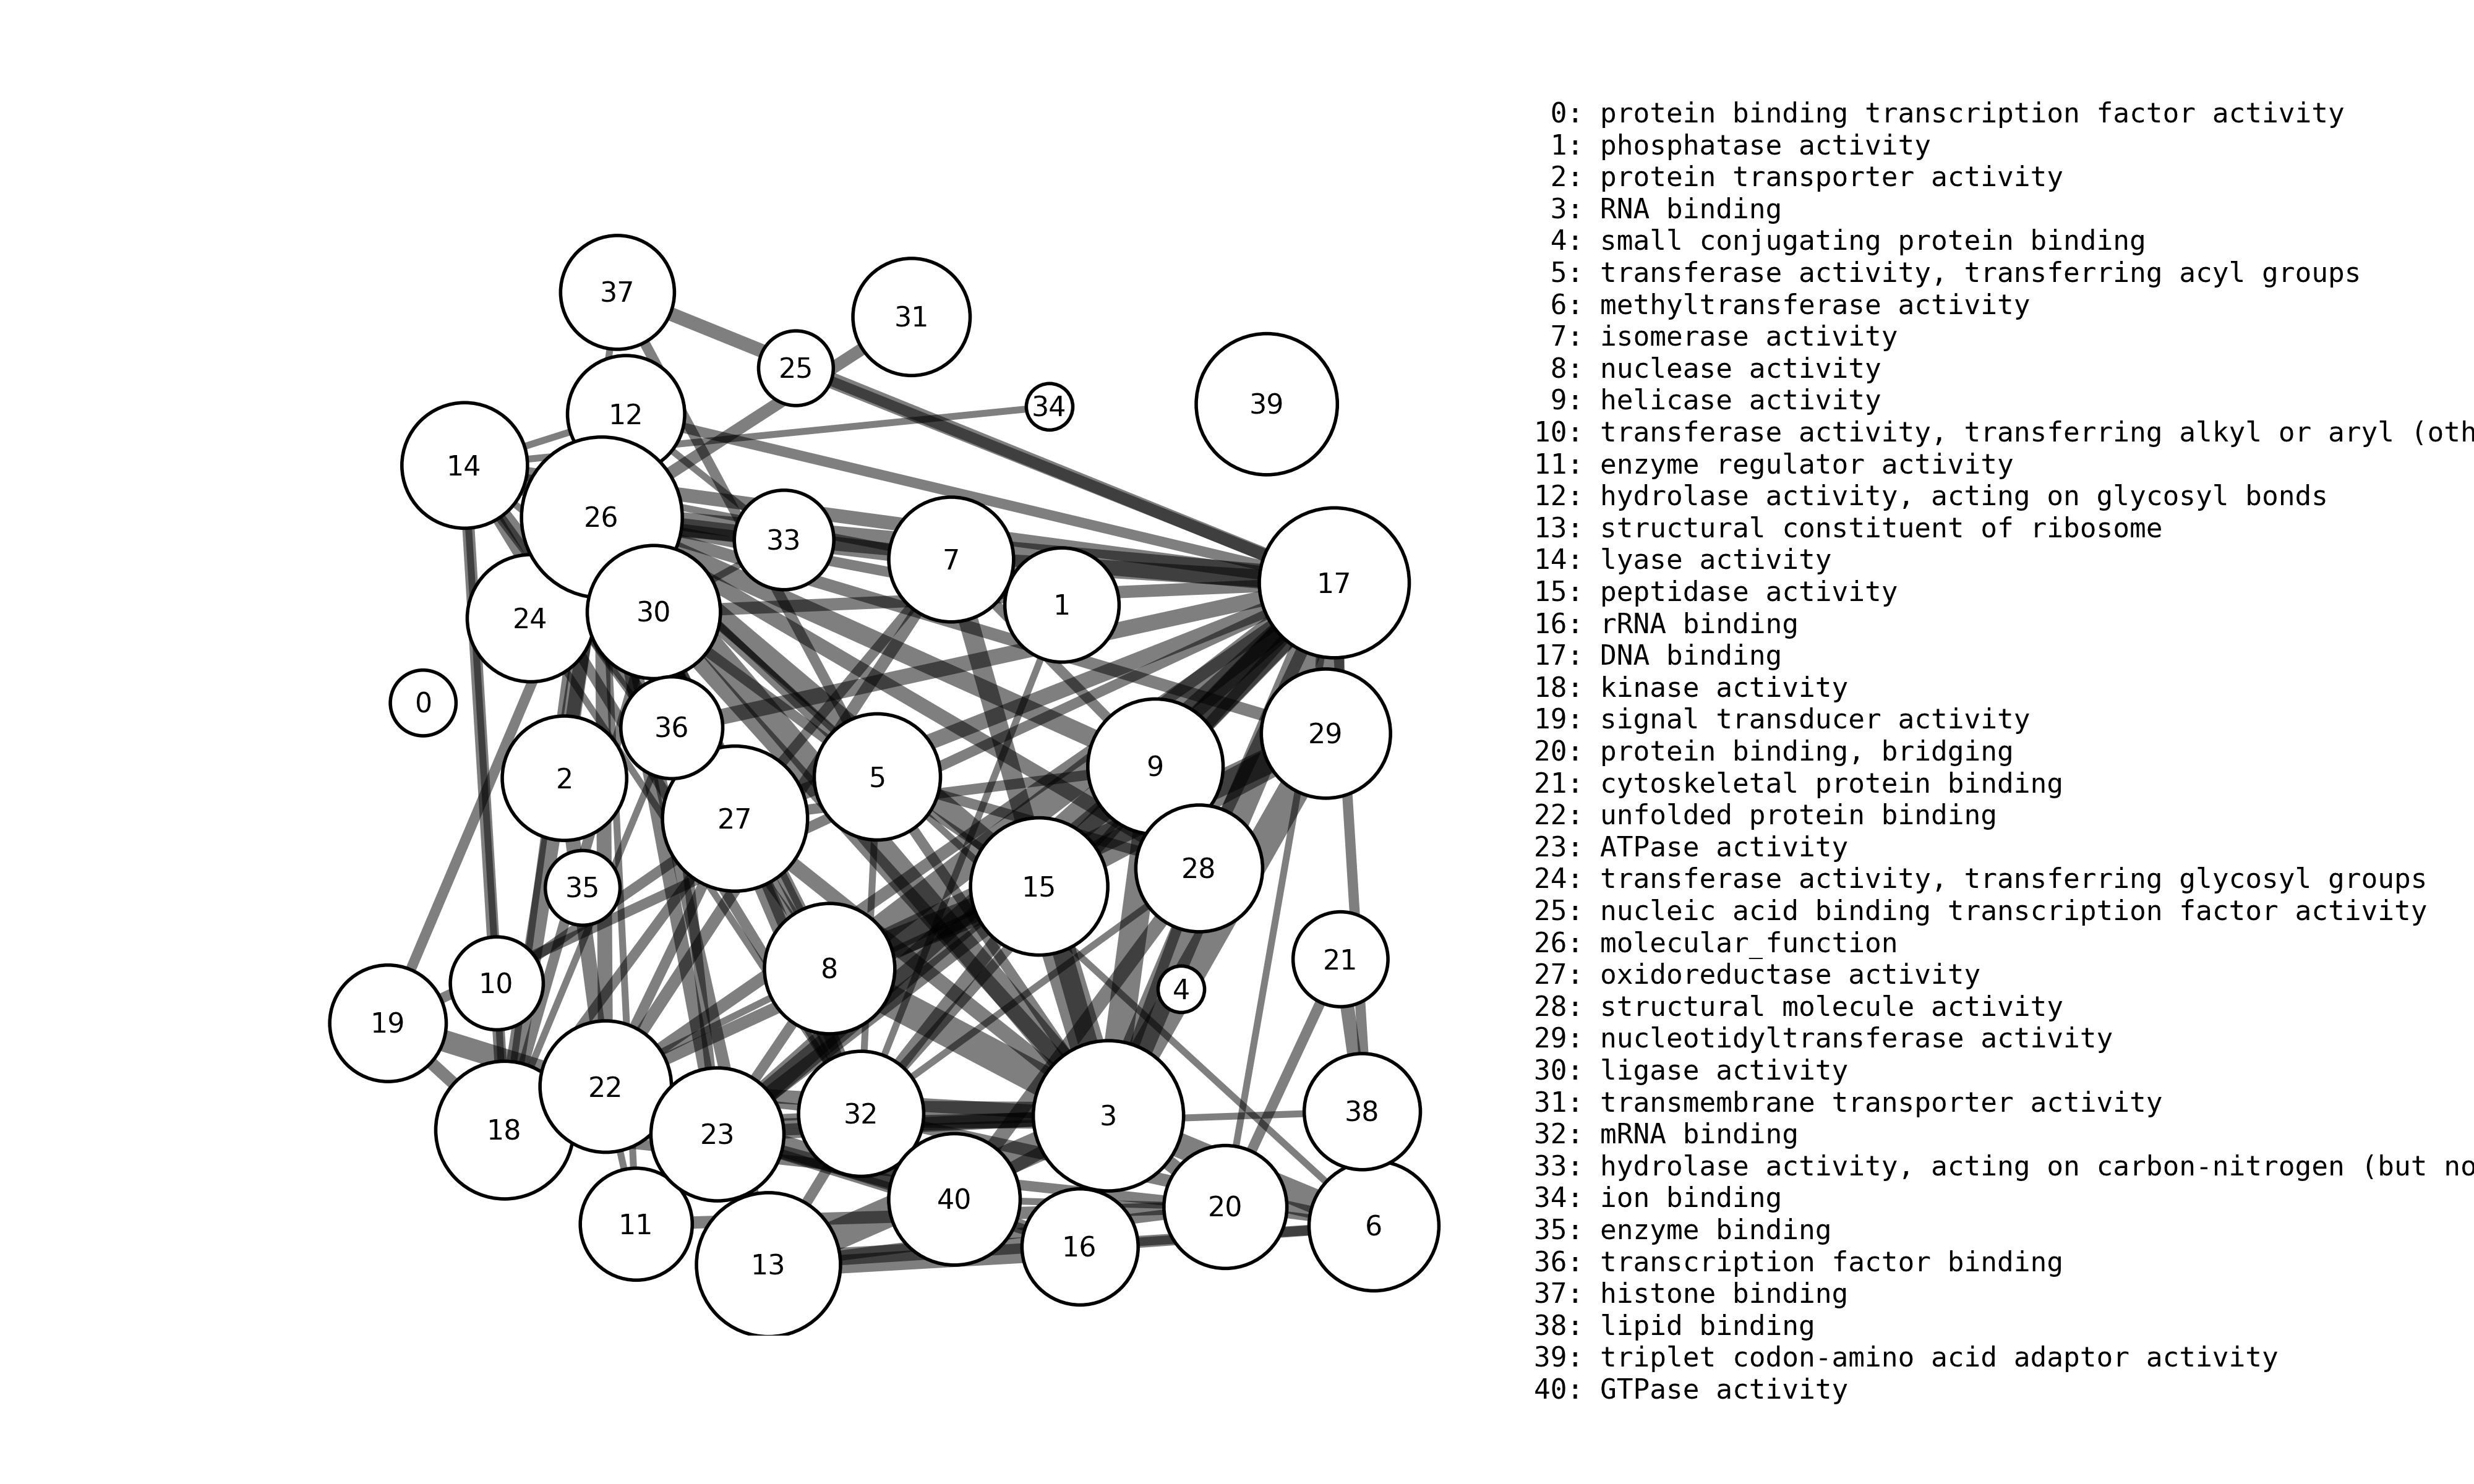 37
31
25
34
39
12
14
26
33
7
17
1
30
24
0
36
29
9
5
2
27
28
15
35
8
21
10
4
19
22
38
32
3
18
23
40
20
11
6
16
13
0: protein binding transcription factor activity
1: phosphatase activity
2: protein transporter activity
3: RNA binding
4: small conjugating protein binding
5: transferase activity, transferring acyl groups
6: methyltransferase activity
7: isomerase activity
8: nuclease activity
9: helicase activity
10: transferase activity, transferring alkyl or aryl (oth
11: enzyme regulator activity
12: hydrolase activity, acting on glycosyl bonds
13: structural constituent of ribosome
14: lyase activity
15: peptidase activity
16: rRNA binding
17: DNA binding
18: kinase activity
19: signal transducer activity
20: protein binding, bridging
21: cytoskeletal protein binding
22: unfolded protein binding
23: ATPase activity
24: transferase activity, transferring glycosyl groups
25: nucleic acid binding transcription factor activity
26: molecular_function
27: oxidoreductase activity
28: structural molecule activity
29: nucleotidyltransferase activity
30: ligase activity
31: transmembrane transporter activity
32: mRNA binding
33: hydrolase activity, acting on carbon-nitrogen (but no
34: ion binding
35: enzyme binding
36: transcription factor binding
37: histone binding
38: lipid binding
39: triplet codon-amino acid adaptor activity
40: GTPase activity